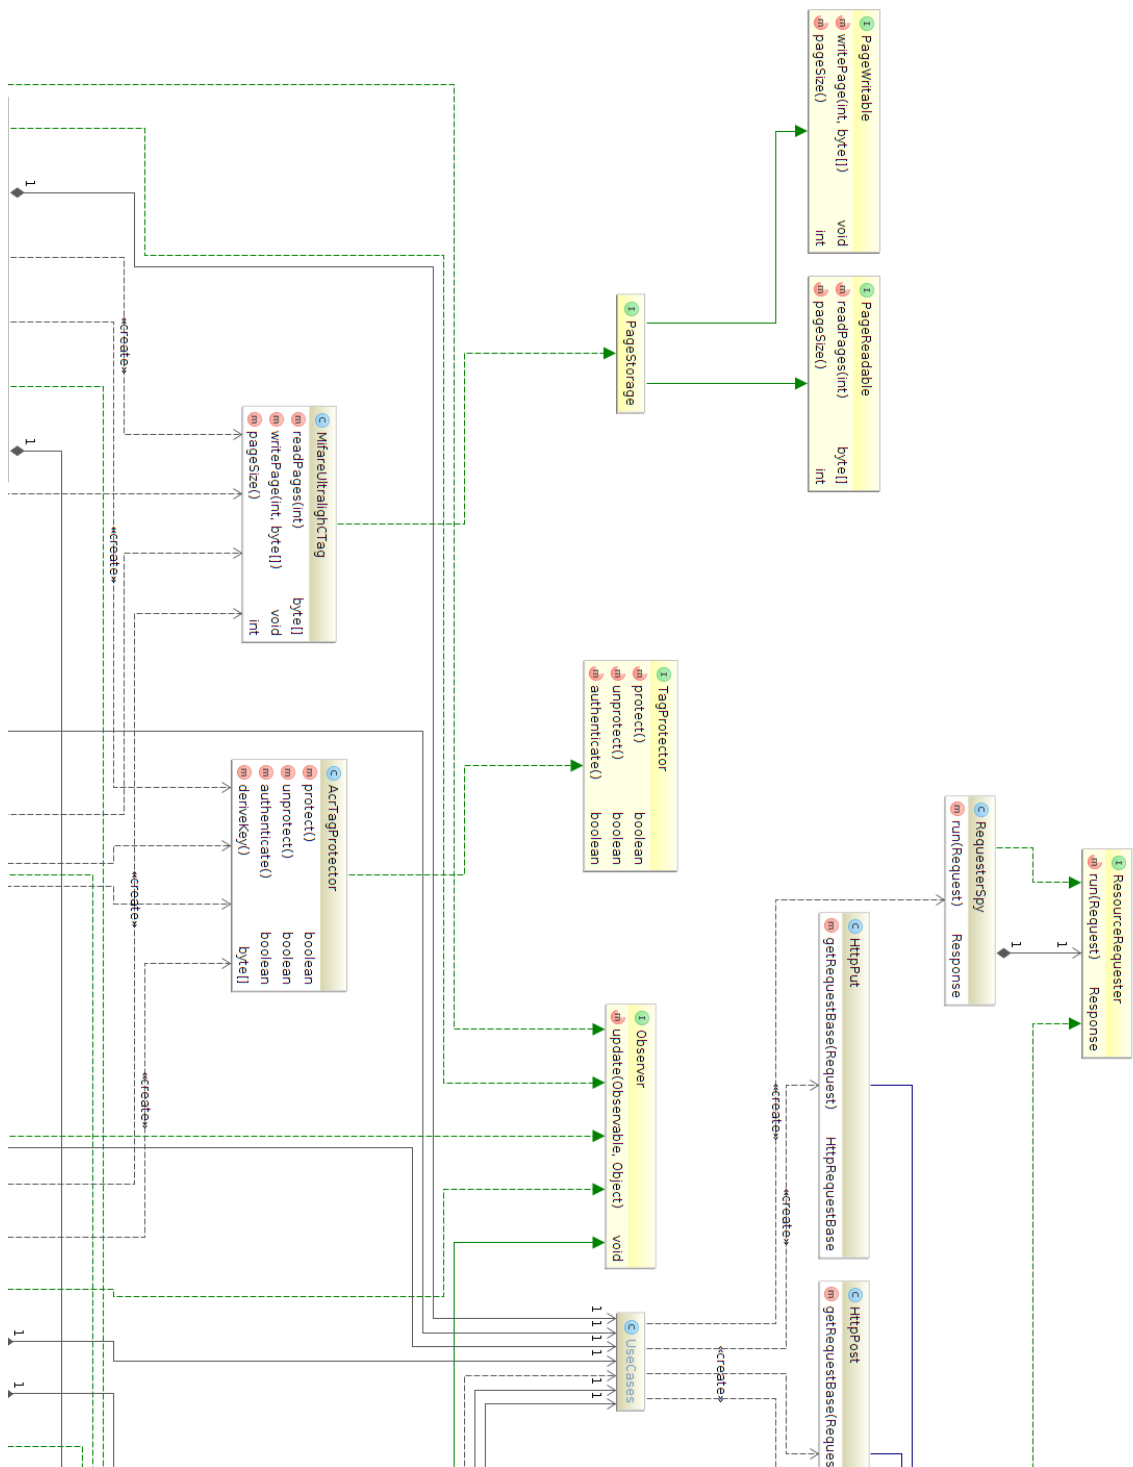 PageWritable
writePage(int, byte[]) void
pageSize() int
PageReadable
readPages(int) byte[]
pageSize() int
PageStorage
«create»
MifareUltralighCTag
readPages(int) byte[]
writePage(int, byte[]) void
pageSize() int
«create»
TagProtector
protect() boolean
unprotect() boolean
authenticate() boolean
AcrTagProtector
protect() boolean
unprotect() boolean
authenticate() boolean
deriveKey() byte[]
«create»
ResourceRequester
run(Request) Response
RequesterSpy
run(Request) Response
1
1
HttpPut
getRequestBase(Request) HttpRequestBase
Observer
update(Observable, Object) void
«create»
«create»
«create»
HttpPost
getRequestBase(Reques
UseCases
«create»
1
1
1
1
1
1
1
1
1
1